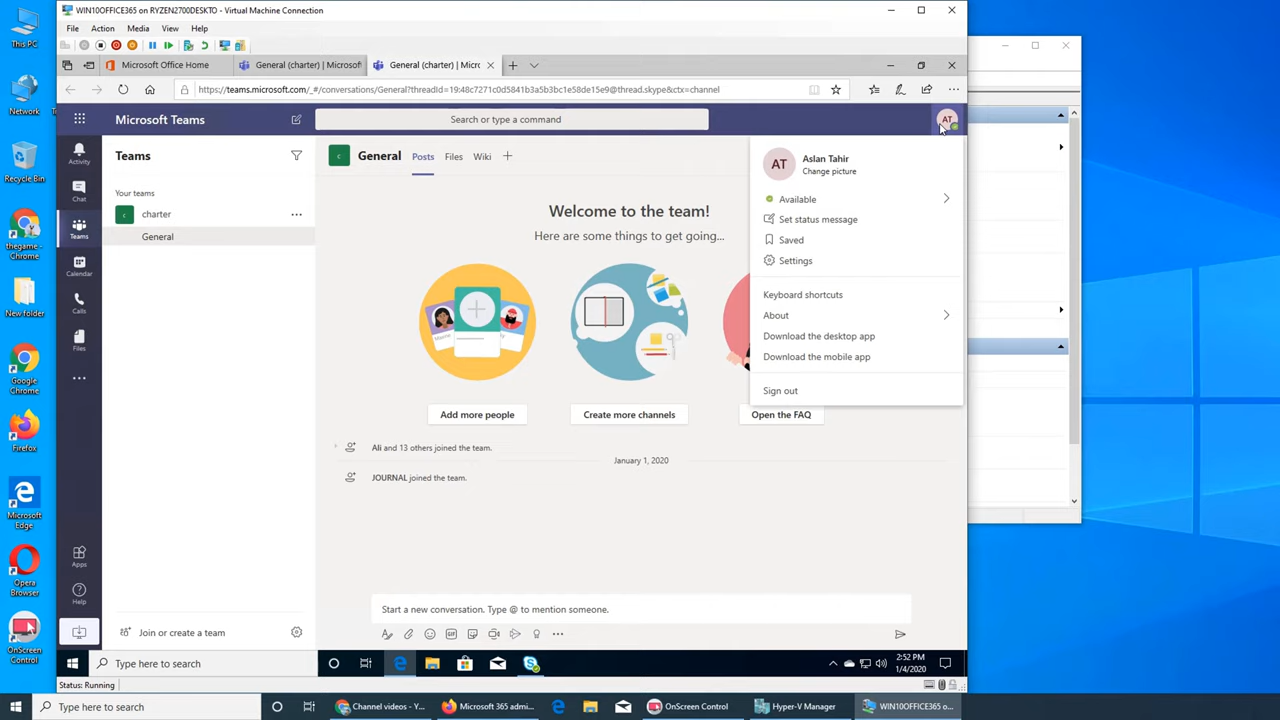 This PC
Network
Recycle Bin
thegame - Chrome
New folder
Google Chrome
Firefox
Microsoft Edge
Opera Browser
OnScreen Control
WIN10OFFICE365 on RYZEN2700DESKTO - Virtual Machine Connection
File Action Media View Help
Microsoft Office Home
General (charter) | Microsoft
General (charter) | Micr
https://teams.microsoft.com/_#/conversations/General?threadId=19:48c7271c0d5841b3a5b3bc1e58de15e9@thread.skype&ctx=channel
Microsoft Teams
Search or type a command
AT
Activity
Chat
Teams
Calendar
Calls
Files
Apps
Help
Teams
Your teams
charter
General
Join or create a team
General Posts Files Wiki
Welcome to the team!
Here are some things to get going...
Add more people
Create more channels
Open the FAQ
Ali and 13 others joined the team.
January 1, 2020
JOURNAL joined the team.
Start a new conversation. Type @ to mention someone.
GIF
AT
Aslan Tahir
Change picture
Available
Set status message
Saved
Settings
Keyboard shortcuts
About
Download the desktop app
Download the mobile app
Sign out
Type here to search
2:52 PM
1/4/2020
Status: Running
Type here to search
Channel videos - Y...
Microsoft 365 admi...
OnScreen Control
Hyper-V Manager
WIN10OFFICE365 o...